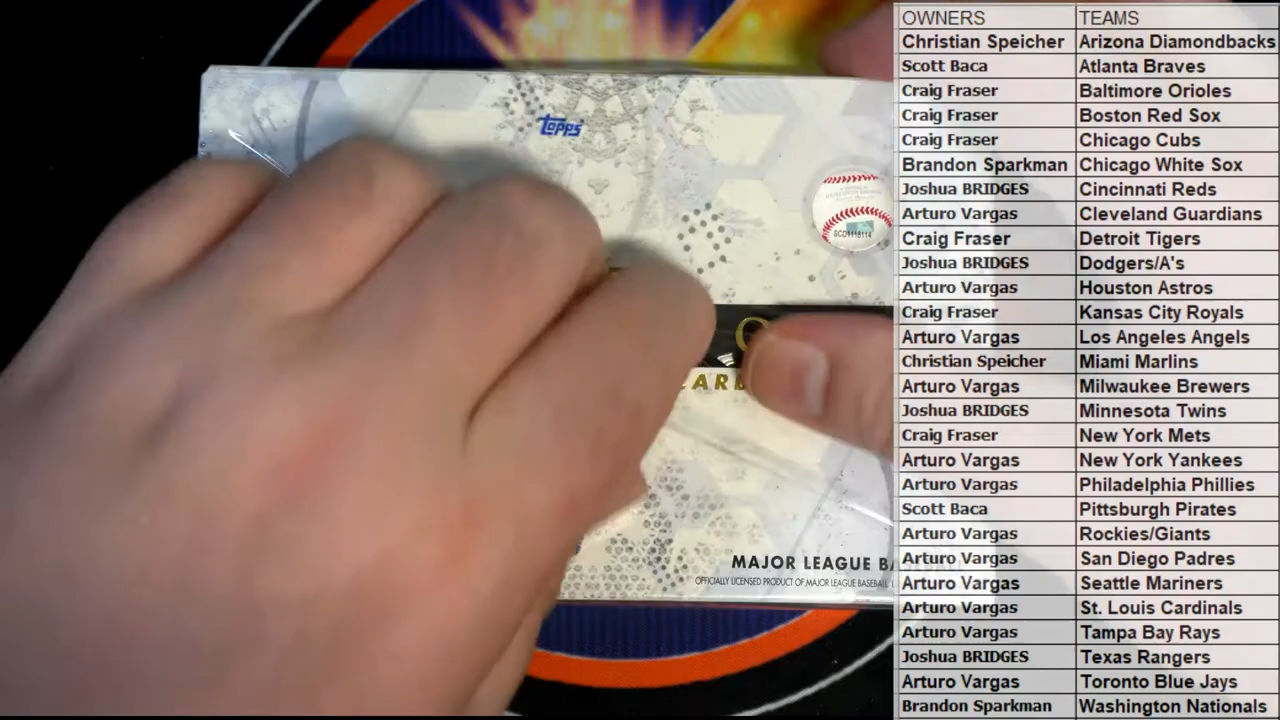 topps
SCD1118114
CARD
MAJOR LEAGUE BASEBALL
OFFICIALLY LICENSED PRODUCT OF MAJOR LEAGUE BASEBALL
OWNERS TEAMS
Christian Speicher Arizona Diamondbacks
Scott Baca Atlanta Braves
Craig Fraser Baltimore Orioles
Craig Fraser Boston Red Sox
Craig Fraser Chicago Cubs
Brandon Sparkman Chicago White Sox
Joshua BRIDGES Cincinnati Reds
Arturo Vargas Cleveland Guardians
Craig Fraser Detroit Tigers
Joshua BRIDGES Dodgers/A's
Arturo Vargas Houston Astros
Craig Fraser Kansas City Royals
Arturo Vargas Los Angeles Angels
Christian Speicher Miami Marlins
Arturo Vargas Milwaukee Brewers
Joshua BRIDGES Minnesota Twins
Craig Fraser New York Mets
Arturo Vargas New York Yankees
Arturo Vargas Philadelphia Phillies
Scott Baca Pittsburgh Pirates
Arturo Vargas Rockies/Giants
Arturo Vargas San Diego Padres
Arturo Vargas Seattle Mariners
Arturo Vargas St. Louis Cardinals
Arturo Vargas Tampa Bay Rays
Joshua BRIDGES Texas Rangers
Arturo Vargas Toronto Blue Jays
Brandon Sparkman Washington Nationals